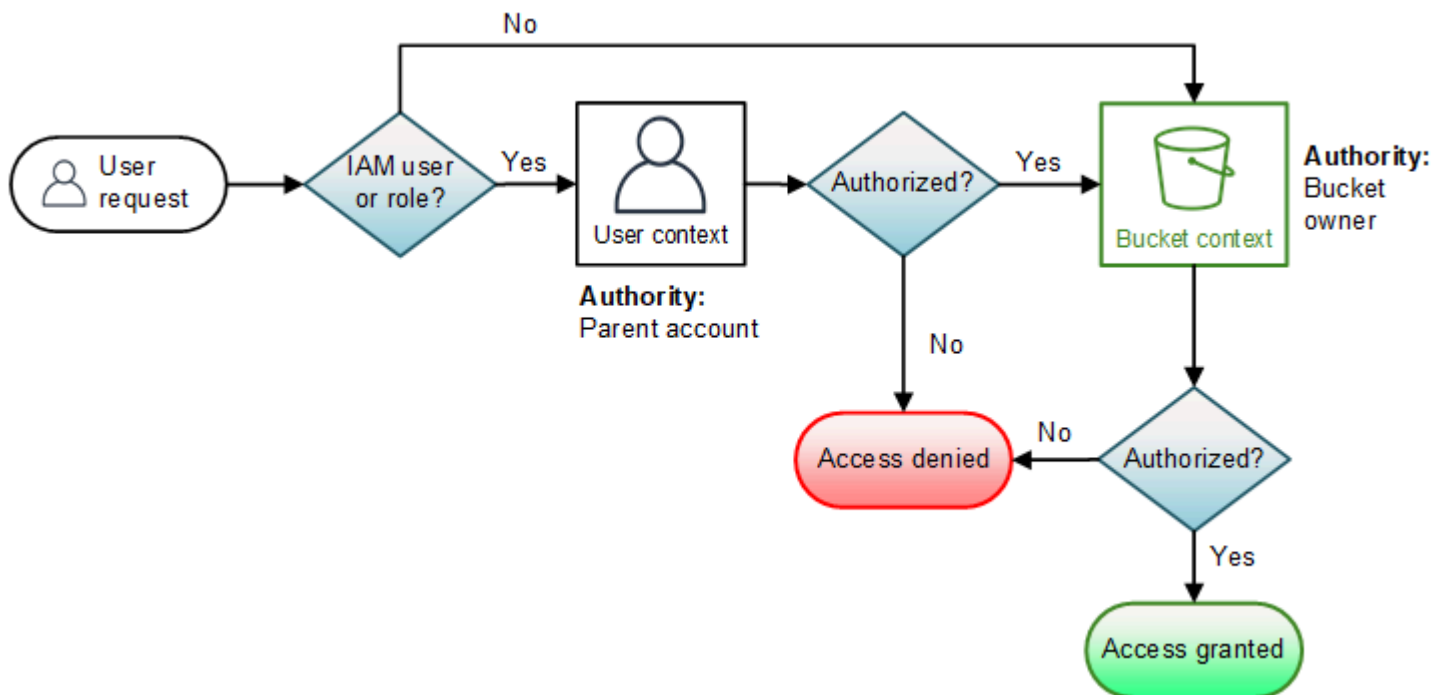 No
User
request
IAM user
or role?
Yes
User context
Authority:
Parent account
Authorized?
Yes
No
Bucket context
Authority:
Bucket
owner
Access denied
No
Authorized?
Yes
Access granted